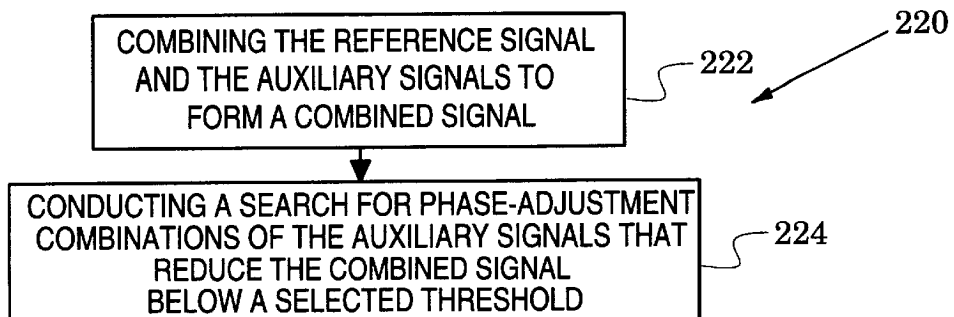 COMBINING THE REFERENCE SIGNAL
AND THE AUXILIARY SIGNALS TO
FORM A COMBINED SIGNAL
222
220
CONDUCTING A SEARCH FOR PHASE-ADJUSTMENT
COMBINATIONS OF THE AUXILIARY SIGNALS THAT
REDUCE THE COMBINED SIGNAL
BELOW A SELECTED THRESHOLD
224